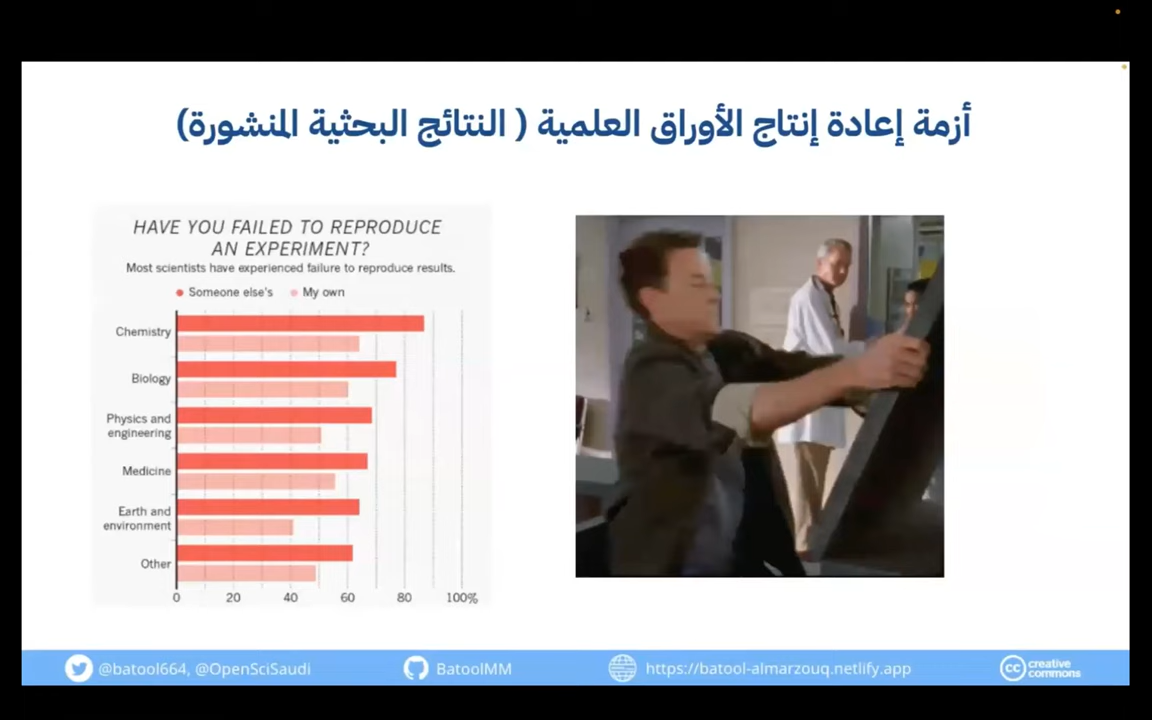 أزمة إعادة إنتاج الأوراق العلمية ( النتائج البحثية المنشورة)
HAVE YOU FAILED TO REPRODUCE
AN EXPERIMENT?
Most scientists have experienced failure to reproduce results.
Someone else's My own
Chemistry
Biology
Physics and
engineering
Medicine
Earth and
environment
Other
0 20 40 60 80 100%
@batool664, @OpenSciSaudi BatoolMM https://batool-almarzouq.netlify.app cc creative
commons